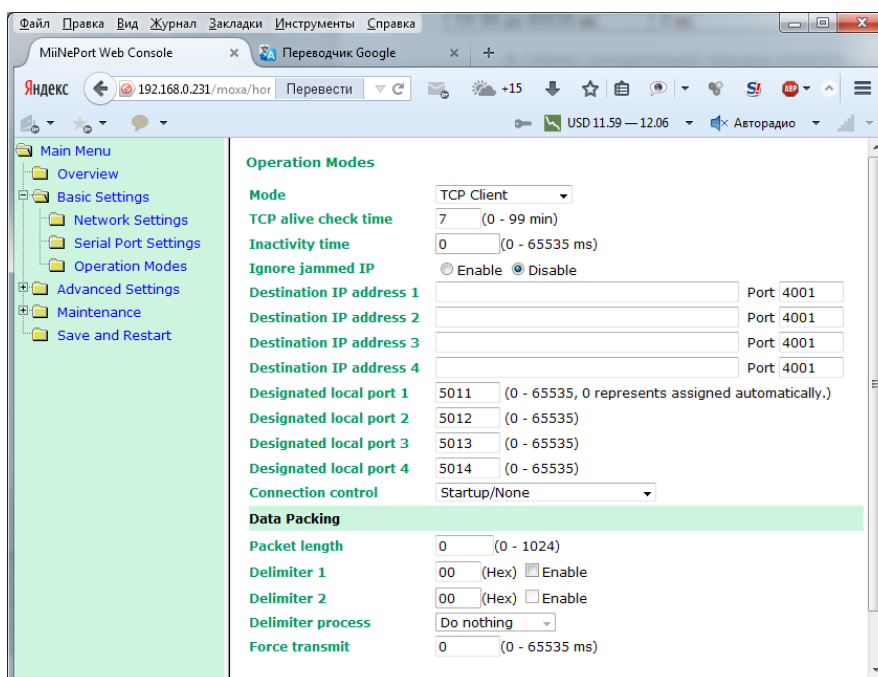 Файл Правка Вид Журнал Закладки Инструменты Справка
MiiNePort Web Console × Переводчик Google × +
Яндекс 192.168.0.231/moxa/hor Перевести +15 S! ABP
USD 11.59 — 12.06 Авторадио
Main Menu
Overview
Basic Settings
Network Settings
Serial Port Settings
Operation Modes
Advanced Settings
Maintenance
Save and Restart
Operation Modes
Mode TCP Client
TCP alive check time 7 (0 - 99 min)
Inactivity time 0 (0 - 65535 ms)
Ignore jammed IP Enable Disable
Destination IP address 1 Port 4001
Destination IP address 2 Port 4001
Destination IP address 3 Port 4001
Destination IP address 4 Port 4001
Designated local port 1 5011 (0 - 65535, 0 represents assigned automatically.)
Designated local port 2 5012 (0 - 65535)
Designated local port 3 5013 (0 - 65535)
Designated local port 4 5014 (0 - 65535)
Connection control Startup/None
Data Packing
Packet length 0 (0 - 1024)
Delimiter 1 00 (Hex) Enable
Delimiter 2 00 (Hex) Enable
Delimiter process Do nothing
Force transmit 0 (0 - 65535 ms)